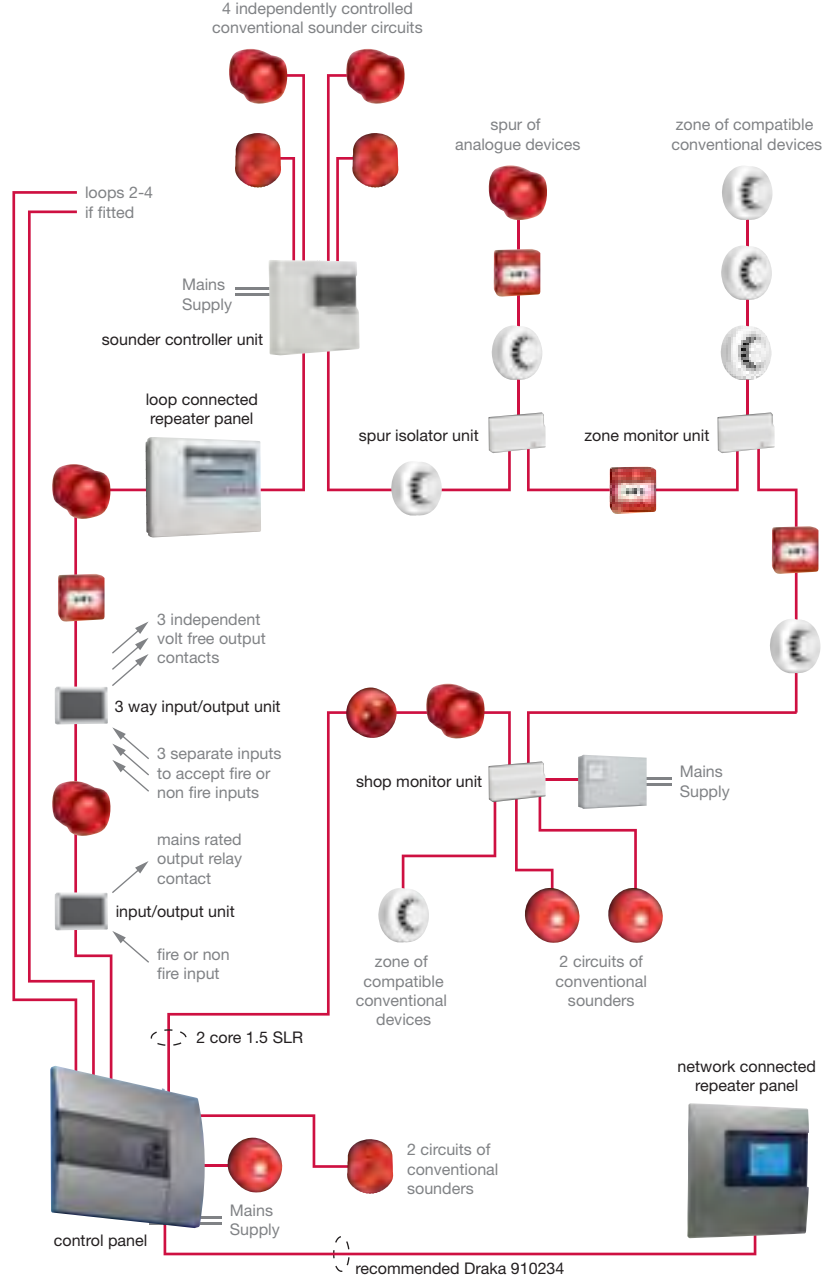 4 independently controlled
conventional sounder circuits
spur of
analogue devices
zone of compatible
conventional devices
loops 2-4
if fitted
Mains
Supply
sounder controller unit
loop connected
repeater panel
spur isolator unit
zone monitor unit
3 independent
volt free output
contacts
3 way input/output unit
3 separate inputs
to accept fire or
non fire inputs
shop monitor unit
Mains
Supply
mains rated
output relay
contact
input/output unit
fire or non
fire input
zone of
compatible
conventional
devices
2 circuits of
conventional
sounders
2 core 1.5 SLR
network connected
repeater panel
2 circuits of
conventional
sounders
Mains
Supply
control panel
recommended Draka 910234